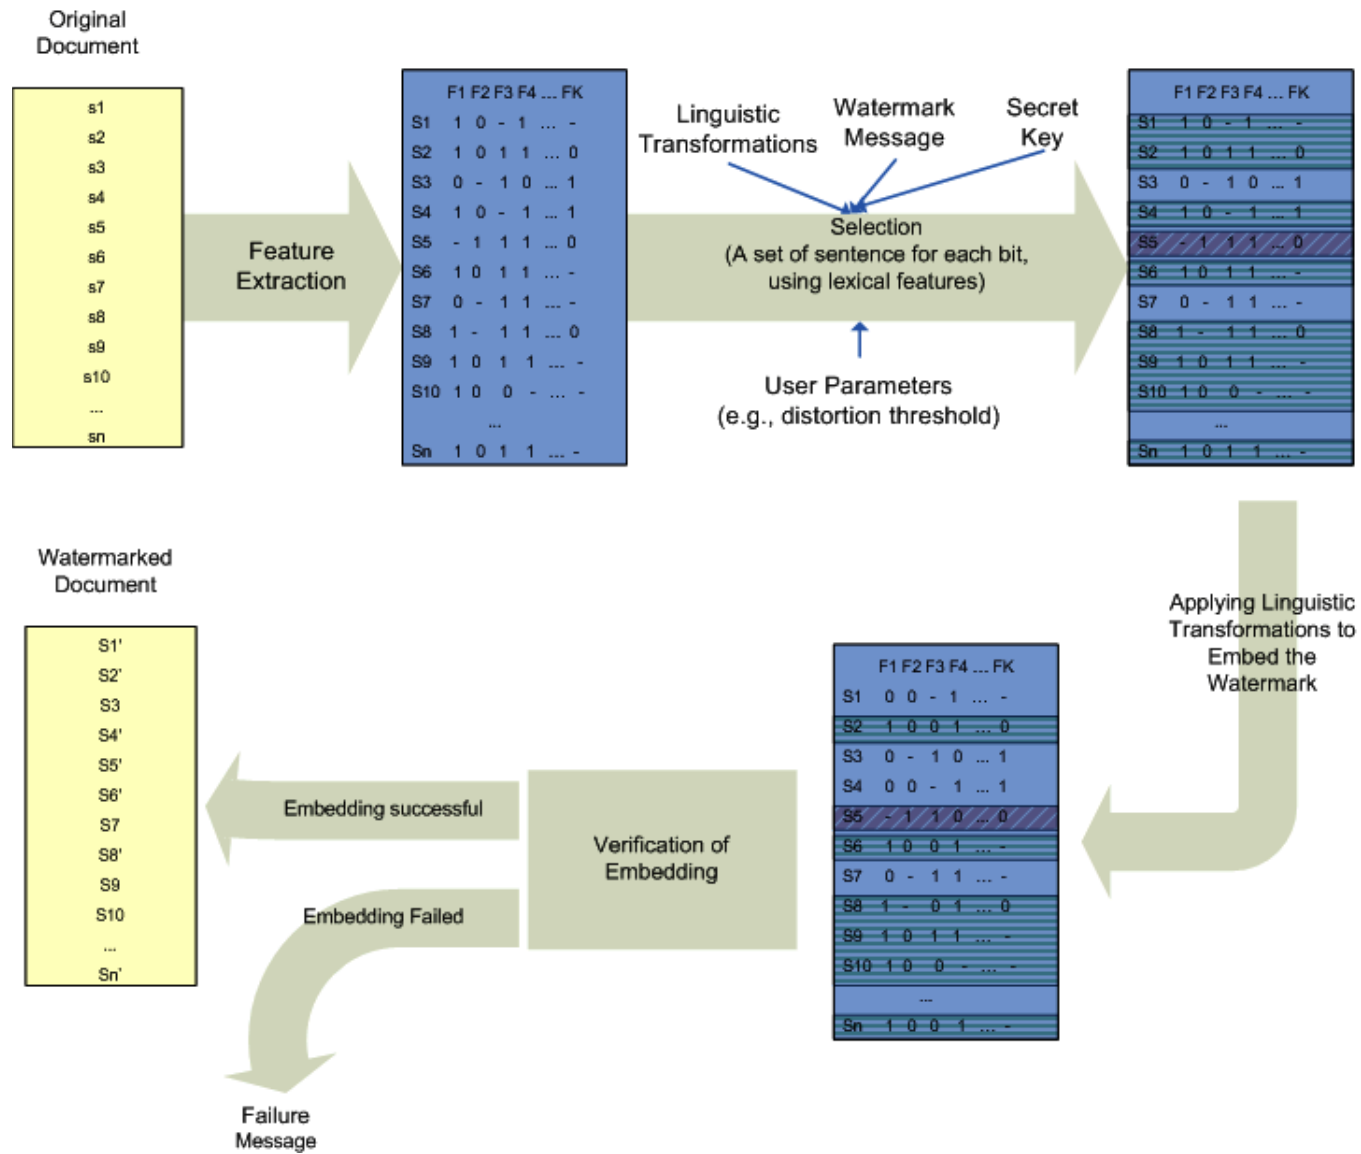 Original
Document
s1
s2
s3
s4
s5
s6
s7
s8
s9
s10
...
sn
Feature
Extraction
F1 F2 F3 F4 ... FK
S1 1 0 - 1 ... -
S2 1 0 1 1 ... 0
S3 0 - 1 0 ... 1
S4 1 0 - 1 ... 1
S5 - 1 1 1 ... 0
S6 1 0 1 1 ... -
S7 0 - 1 1 ... -
S8 1 - 1 1 ... 0
S9 1 0 1 1 ... -
S10 1 0 0 - ... -
...
Sn 1 0 1 1 ... -
Linguistic
Transformations
Watermark
Message
Secret
Key
Selection
(A set of sentence for each bit,
using lexical features)
User Parameters
(e.g., distortion threshold)
F1 F2 F3 F4 ... FK
S1 1 0 - 1 ... -
S2 1 0 1 1 ... 0
S3 0 - 1 0 ... 1
S4 1 0 - 1 ... 1
S5 - 1 1 1 ... 0
S6 1 0 1 1 ... -
S7 0 - 1 1 ... -
S8 1 - 1 1 ... 0
S9 1 0 1 1 ... -
S10 1 0 0 - ... -
...
Sn 1 0 1 1 ... -
Applying Linguistic
Transformations to
Embed the
Watermark
F1 F2 F3 F4 ... FK
S1 0 0 - 1 ... -
S2 1 0 0 1 ... 0
S3 0 - 1 0 ... 1
S4 0 0 - 1 ... 1
S5 - 1 1 0 ... 0
S6 1 0 0 1 ... -
S7 0 - 1 1 ... -
S8 1 - 0 1 ... 0
S9 1 0 1 1 ... -
S10 1 0 0 - ... -
...
Sn 1 0 0 1 ... -
Verification of
Embedding
Embedding successful
Embedding Failed
Failure
Message
Watermarked
Document
S1'
S2'
S3
S4'
S5'
S6'
S7
S8'
S9
S10
...
Sn'